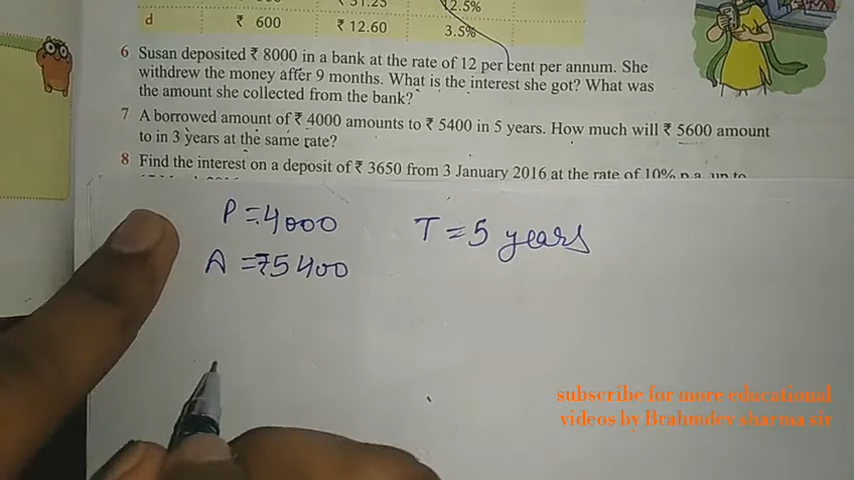 31.25 12.5%
d ₹ 600 ₹ 12.60 3.5%
6 Susan deposited ₹ 8000 in a bank at the rate of 12 per cent per annum. She
withdrew the money after 9 months. What is the interest she got? What was
the amount she collected from the bank?
7 A borrowed amount of ₹ 4000 amounts to ₹ 5400 in 5 years. How much will ₹ 5600 amount
to in 3 years at the same rate?
8 Find the interest on a deposit of ₹ 3650 from 3 January 2016 at the rate of 10% p.a. up to
P = 4000 T = 5 years
A = ₹5400
subscribe for more educational
videos by Brahmdev sharma sir